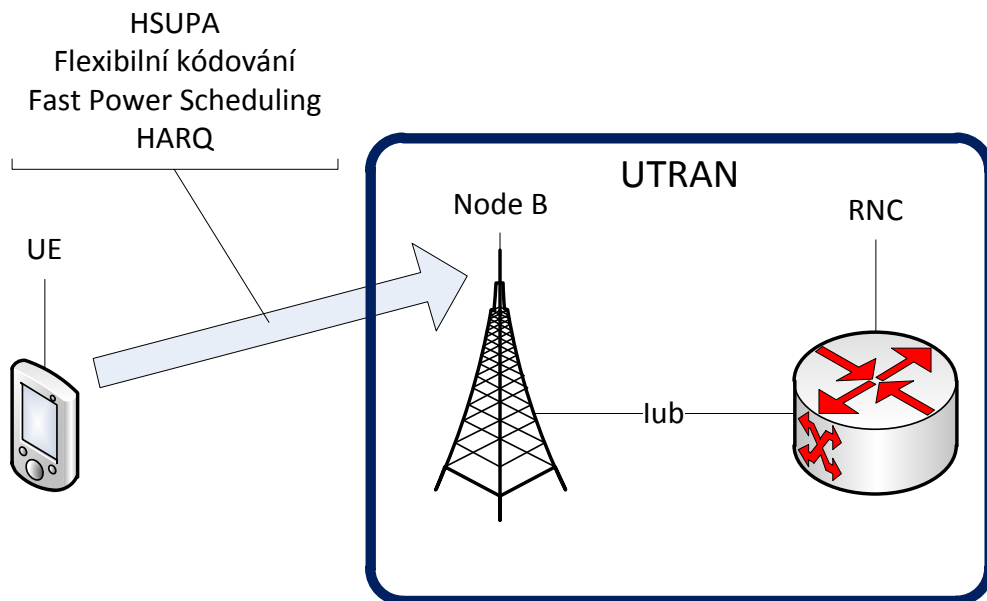 HSUPA
Flexibilní kódování
Fast Power Scheduling
HARQ
UTRAN
Node B
RNC
UE
Iub